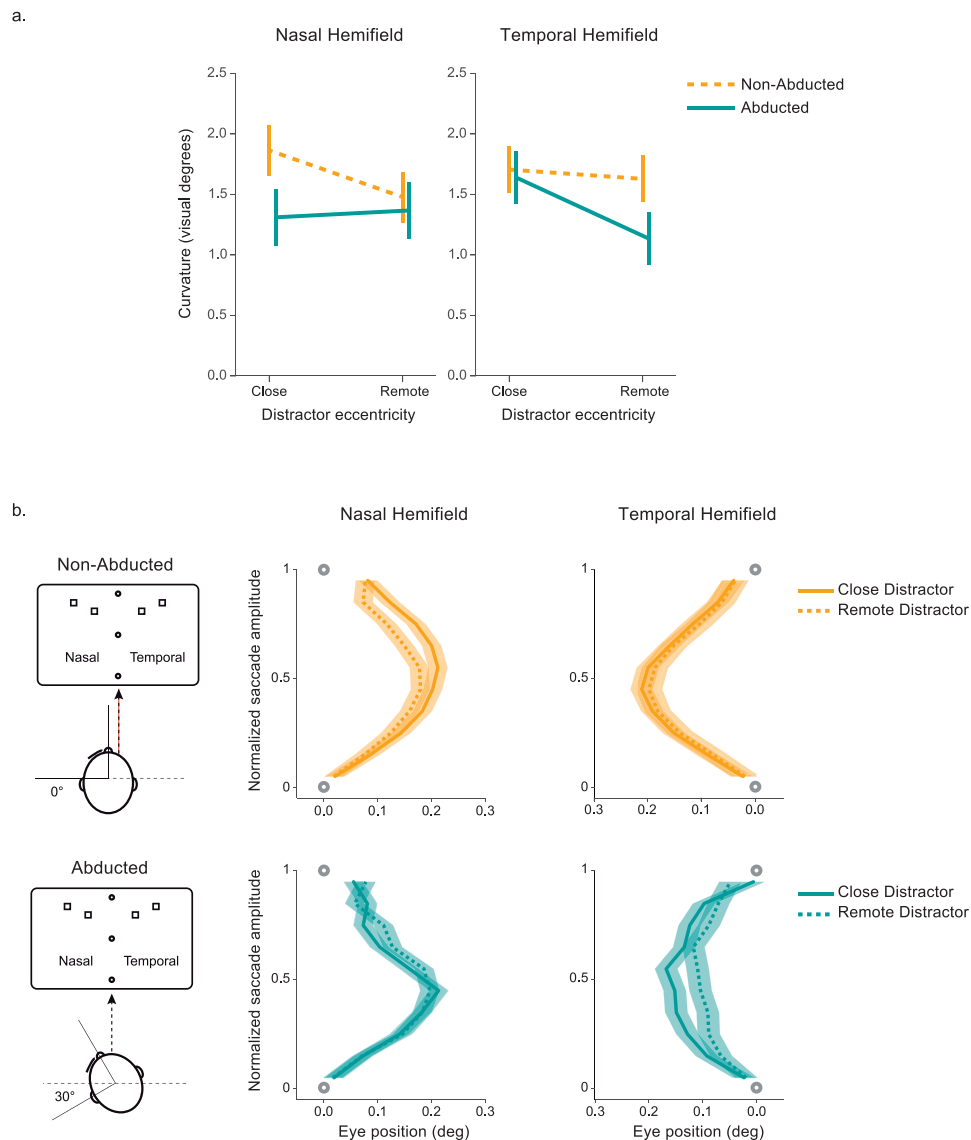 a.
Nasal Hemifield
Temporal Hemifield
2.5
2.0
1.5
1.0
0.5
0.0
Curvature (visual degrees)
Close
Remote
Distractor eccentricity
2.5
2.0
1.5
1.0
0.5
0.0
Close
Remote
Distractor eccentricity
Non-Abducted
Abducted
b.
Nasal Hemifield
Temporal Hemifield
Non-Abducted
Nasal
Temporal
0°
Normalized saccade amplitude
1
0.5
0
0.0
0.1
0.2
0.3
1
0.5
0
0.3
0.2
0.1
0.0
Close Distractor
Remote Distractor
Abducted
Nasal
Temporal
30°
Normalized saccade amplitude
1
0.5
0
0.0
0.1
0.2
0.3
Eye position (deg)
1
0.5
0
0.3
0.2
0.1
0.0
Eye position (deg)
Close Distractor
Remote Distractor